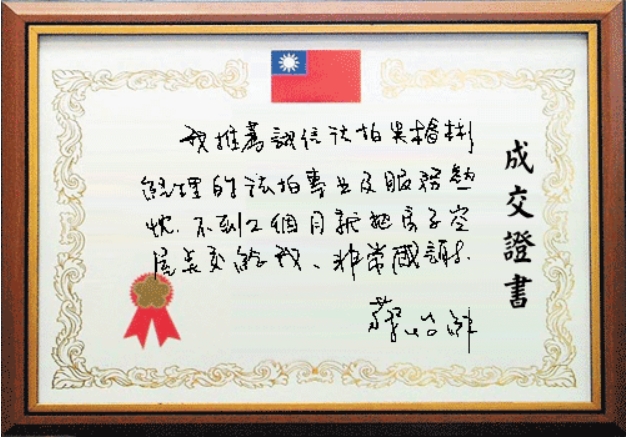 成交證書
我推薦誠信法拍吳
經理的法拍專業及服務熱
忱.不到2個月就把房子空
屋點交給我、非常感謝.
蔡